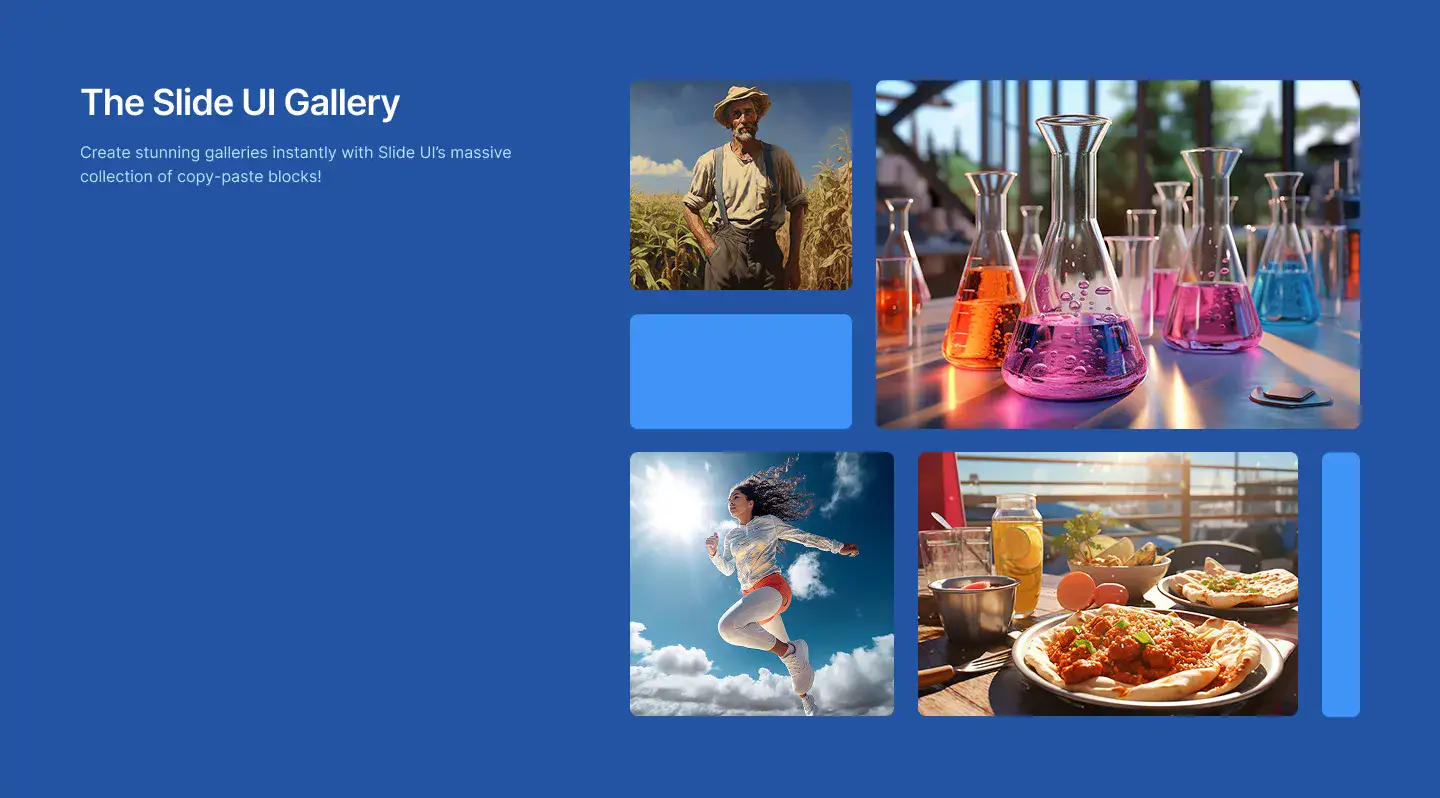 The Slide UI Gallery
Create stunning galleries instantly with Slide UI’s massive
collection of copy-paste blocks!